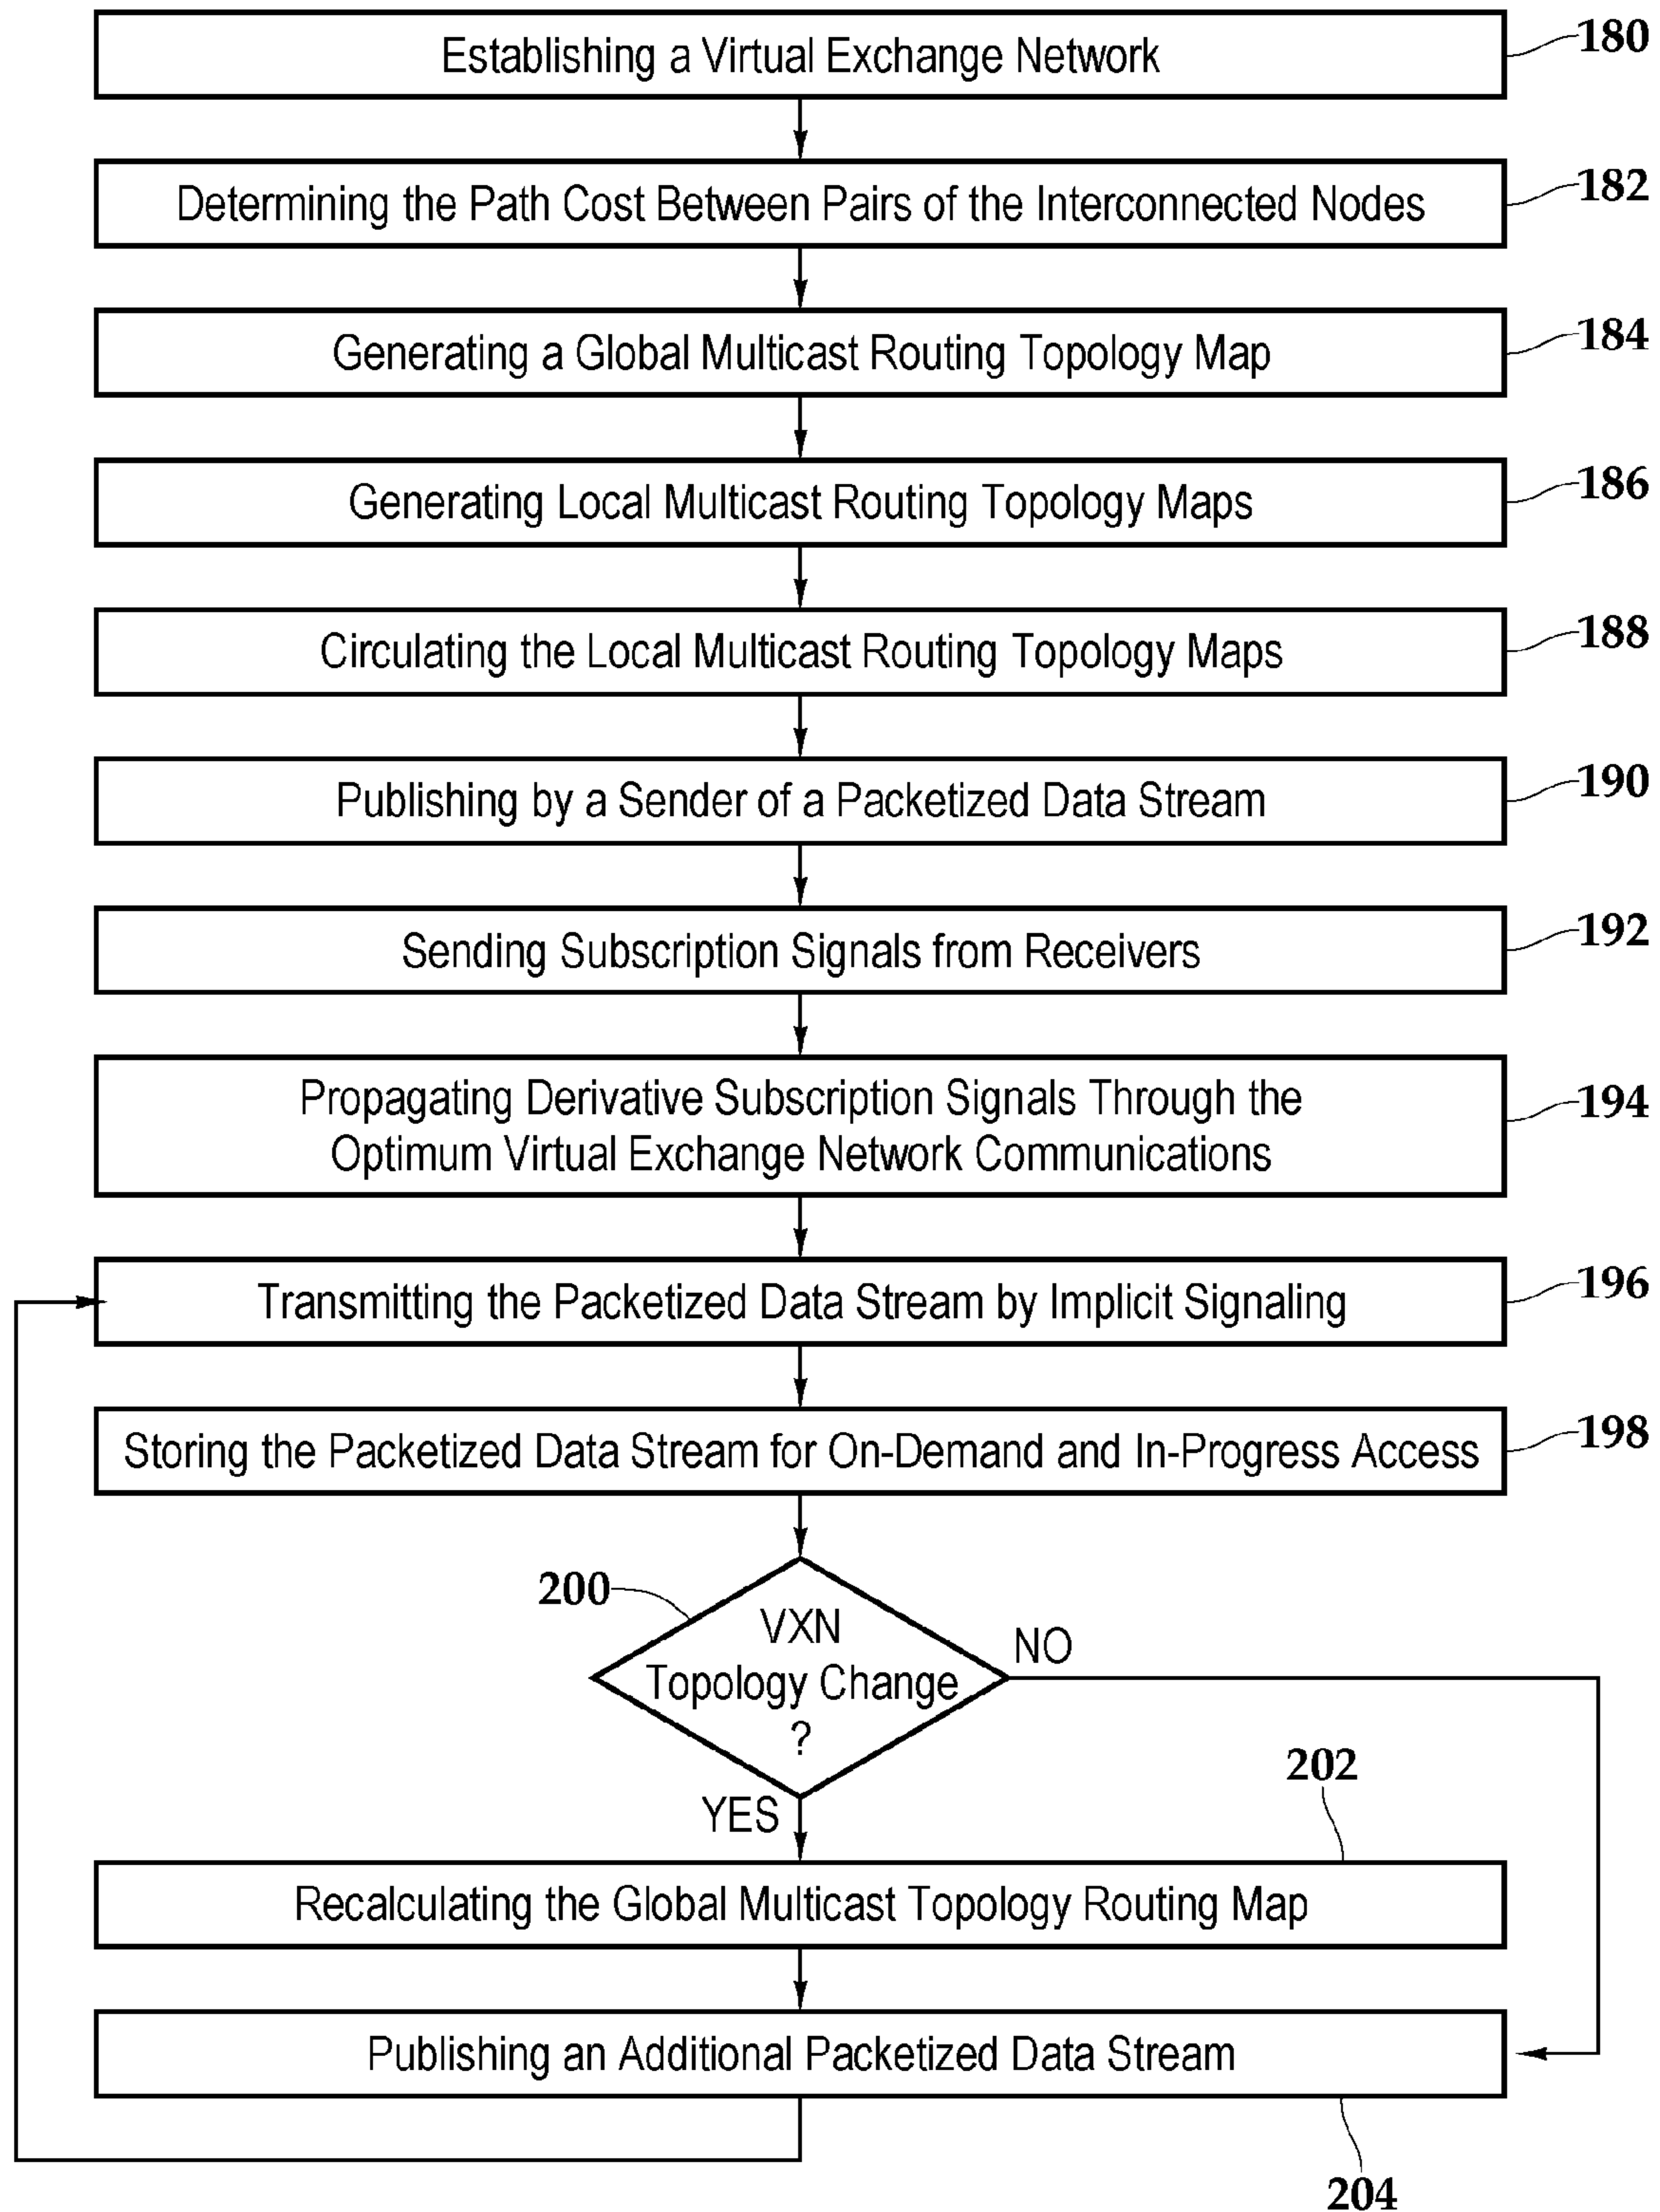 Establishing a Virtual Exchange Network
180
Determining the Path Cost Between Pairs of the Interconnected Nodes
182
Generating a Global Multicast Routing Topology Map
184
Generating Local Multicast Routing Topology Maps
186
Circulating the Local Multicast Routing Topology Maps
188
Publishing by a Sender of a Packetized Data Stream
190
Sending Subscription Signals from Receivers
192
Propagating Derivative Subscription Signals Through the
Optimum Virtual Exchange Network Communications
194
Transmitting the Packetized Data Stream by Implicit Signaling
196
Storing the Packetized Data Stream for On-Demand and In-Progress Access
198
200
VXN
Topology Change
?
NO
YES
202
Recalculating the Global Multicast Topology Routing Map
Publishing an Additional Packetized Data Stream
204